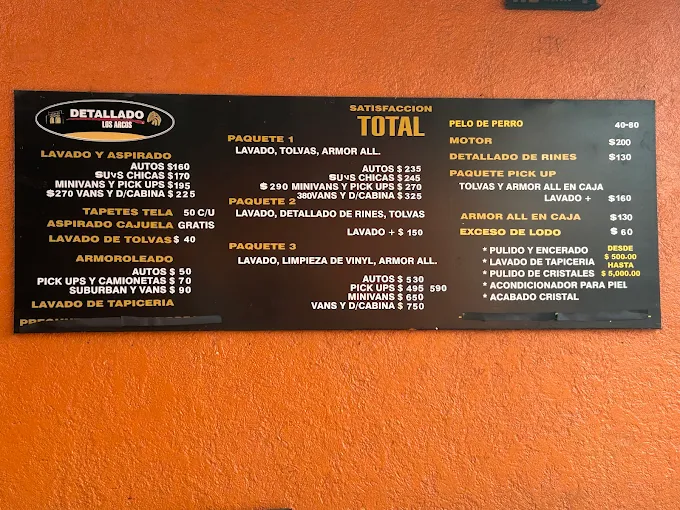 DETALLADO
LOS ARCOS
LAVADO Y ASPIRADO
AUTOS $160
SUVS CHICAS $170
MINIVANS Y PICK UPS $195
$270 VANS Y D/CABINA $ 225
TAPETES TELA 50 C/U
ASPIRADO CAJUELA GRATIS
LAVADO DE TOLVAS $ 40
ARMOROLEADO
AUTOS $ 50
PICK UPS Y CAMIONETAS $ 70
SUBURBAN Y VANS $ 90
LAVADO DE TAPICERIA
SATISFACCION
TOTAL
PAQUETE 1
LAVADO, TOLVAS, ARMOR ALL.
AUTOS $ 235
SUVS CHICAS $ 245
$ 290 MINIVANS Y PICK UPS $ 270
380 VANS Y D/CABINA $ 325
PAQUETE 2
LAVADO, DETALLADO DE RINES, TOLVAS
LAVADO + $ 150
PAQUETE 3
LAVADO, LIMPIEZA DE VINYL, ARMOR ALL.
AUTOS $ 530
PICK UPS $ 495 590
MINIVANS $ 650
VANS Y D/CABINA $ 750
PELO DE PERRO 40-80
MOTOR $200
DETALLADO DE RINES $130
PAQUETE PICK UP
TOLVAS Y ARMOR ALL EN CAJA
LAVADO + $160
ARMOR ALL EN CAJA $130
EXCESO DE LODO $ 60
* PULIDO Y ENCERADO DESDE
$ 500.00
* LAVADO DE TAPICERIA HASTA
* PULIDO DE CRISTALES $ 5,000.00
* ACONDICIONADOR PARA PIEL
* ACABADO CRISTAL